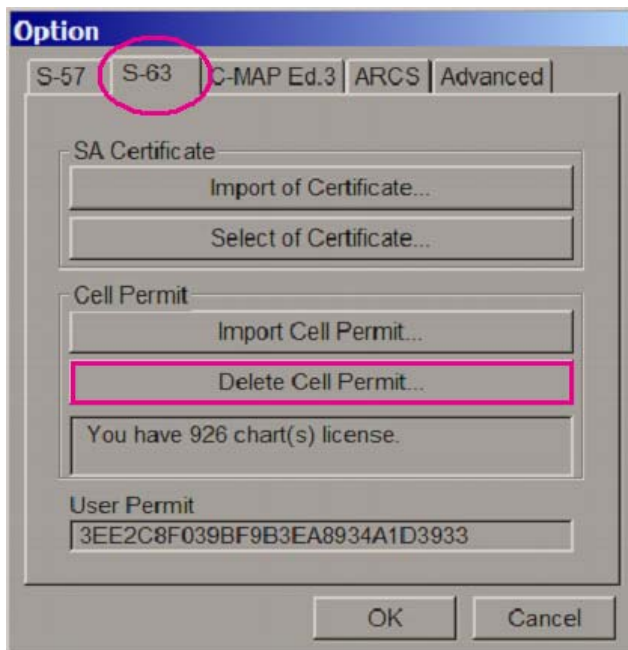 Option
S-57 S-63 C-MAP Ed.3 ARCS Advanced
SA Certificate
Import of Certificate...
Select of Certificate...
Cell Permit
Import Cell Permit...
Delete Cell Permit...
You have 926 chart(s) license.
User Permit
3EE2C8F039BF9B3EA8934A1D3933
OK Cancel